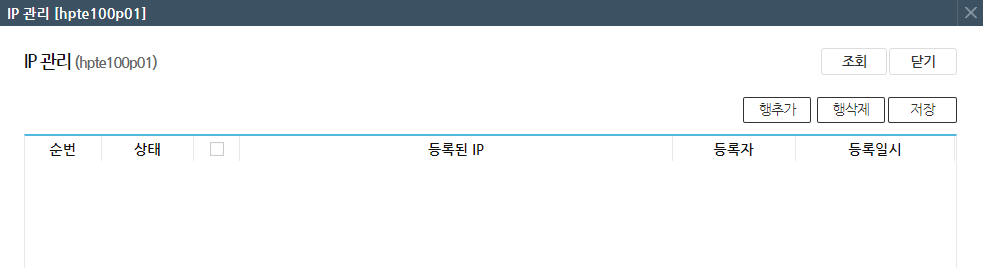 IP 관리 [hpte100p01]
IP 관리 (hpte100p01)
조회 닫기
행추가 행삭제 저장
순번 상태 등록된 IP 등록자 등록일시